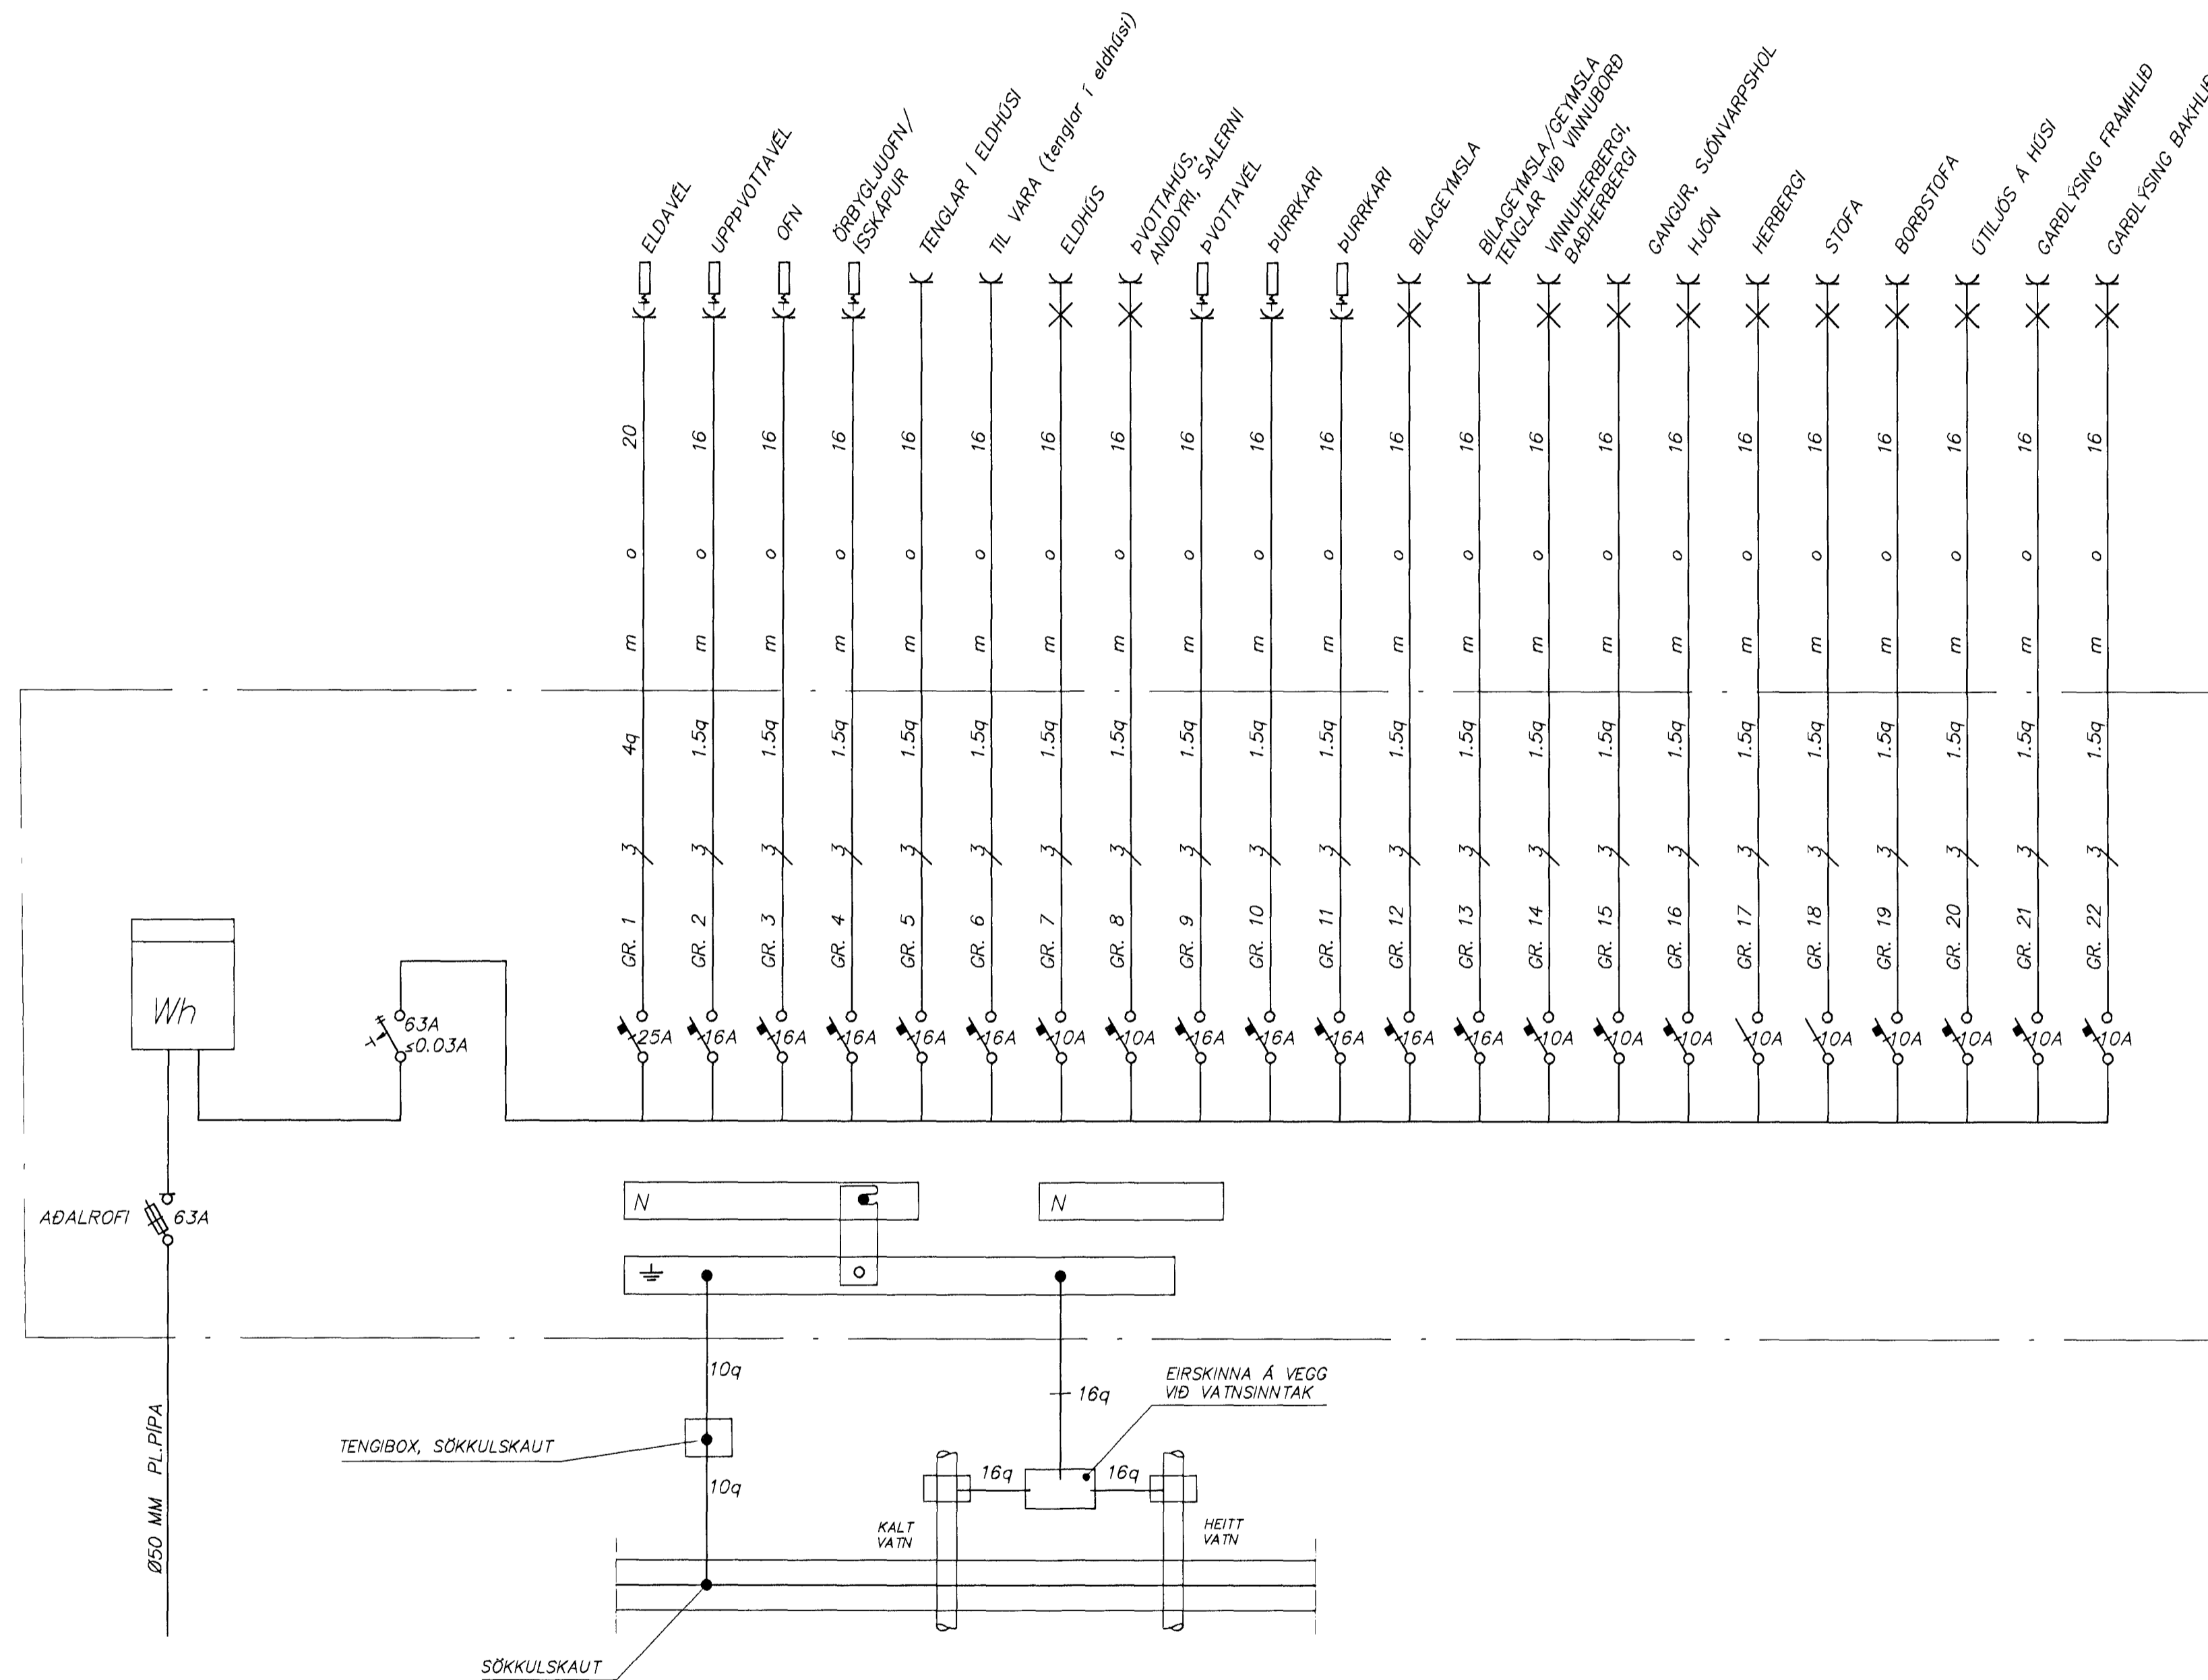 ELDAVÉL
UPPÞVOTTAVÉL
OFN
ÖRBYGLJUOFN/
ÍSSKÁPUR
TENGLAR Í ELDHÚSI
TIL VARA (tenglar í eldhúsi)
ELDHÚS
ÞVOTTAHÚS,
ANDDYRI, SALERNI
ÞVOTTAVÉL
ÞURRKARI
ÞURRKARI
BÍLAGEYMSLA
BÍLAGEYMSLA/GEYMSLA
TENGLAR VIÐ VINNUBORÐ
VINNUHERBERGI,
BAÐHERBERGI
GANGUR, SJÓNVARPSHOL
HJÓN
HERBERGI
STOFA
BORÐSTOFA
ÚTILJÓS Á HÚSI
GARÐLÝSING FRAMHLIÐ
GARÐLÝSING BAKHLIÐ
20 16 16 16 16 16 16 16 16 16 16 16 16 16 16 16 16 16 16 16 16 16
o o o o o o o o o o o o o o o o o o o o o o
m m m m m m m m m m m m m m m m m m m m m m
4q 1.5q 1.5q 1.5q 1.5q 1.5q 1.5q 1.5q 1.5q 1.5q 1.5q 1.5q 1.5q 1.5q 1.5q 1.5q 1.5q 1.5q 1.5q 1.5q 1.5q 1.5q
3 3 3 3 3 3 3 3 3 3 3 3 3 3 3 3 3 3 3 3 3 3
GR. 1 GR. 2 GR. 3 GR. 4 GR. 5 GR. 6 GR. 7 GR. 8 GR. 9 GR. 10 GR. 11 GR. 12 GR. 13 GR. 14 GR. 15 GR. 16 GR. 17 GR. 18 GR. 19 GR. 20 GR. 21 GR. 22
Wh
63A
≤0.03A
25A 16A 16A 16A 16A 16A 10A 10A 16A 16A 16A 16A 16A 10A 10A 10A 10A 10A 10A 10A 10A 10A
AÐALROFI
63A
N
N
10q
16q
EIRSKINNA Á VEGG
VIÐ VATNSINNTAK
TENGIBOX, SÖKKULSKAUT
10q
16q
16q
KALT
VATN
HEITT
VATN
Ø50 MM PL.PÍPA
SÖKKULSKAUT